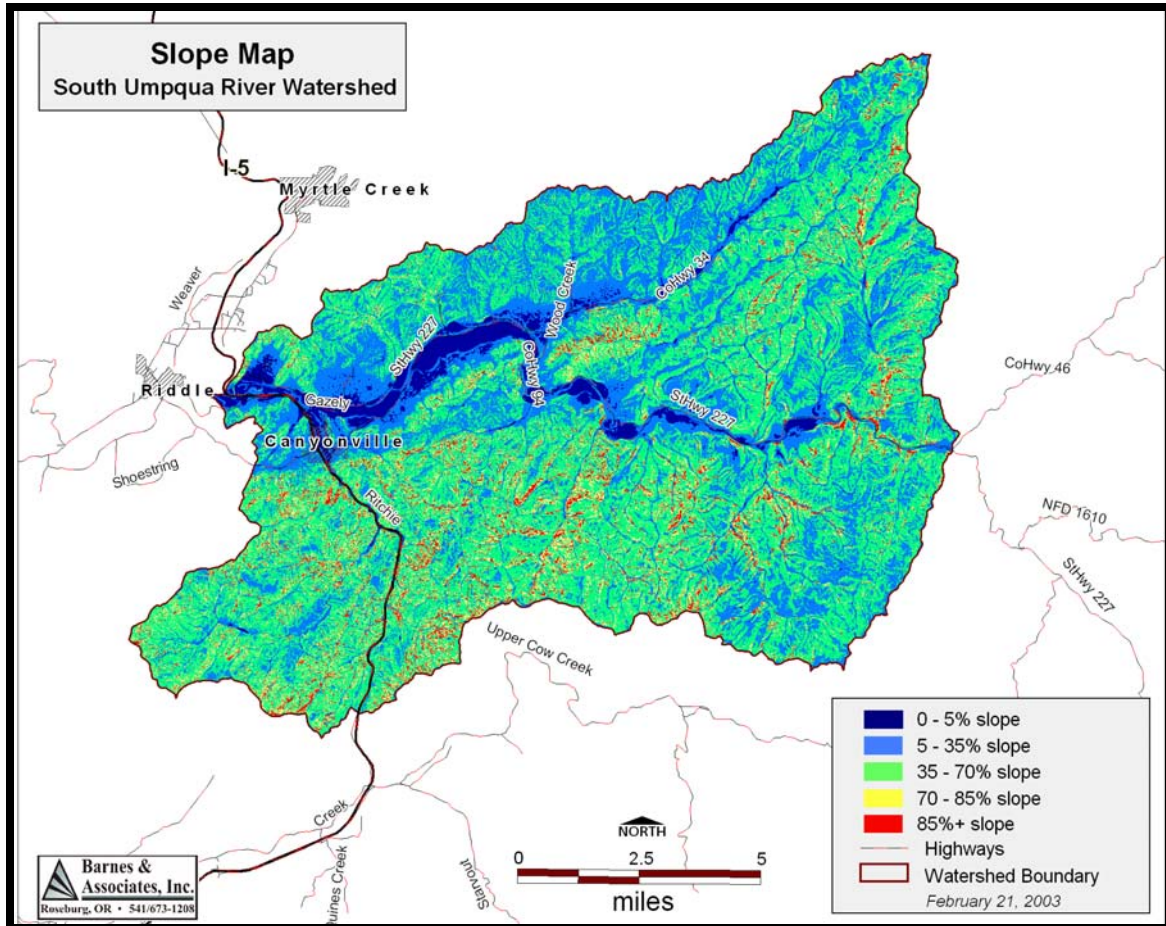 Slope Map
South Umpqua River Watershed
I-5
Myrtle Creek
Weaver
Riddle
Gazely
StHwy 227
CoHwy 94
Wood Creek
CoHwy 34
StHwy 227
CoHwy 46
Canyonville
Shoestring
Ritchie
NFD 1610
StHwy 227
Upper Cow Creek
Creek
Quines Creek
Starvout
0 - 5% slope
5 - 35% slope
35 - 70% slope
70 - 85% slope
85%+ slope
Highways
Watershed Boundary
February 21, 2003
NORTH
0 2.5 5
miles
Barnes &
Associates, Inc.
Roseburg, OR • 541/673-1208